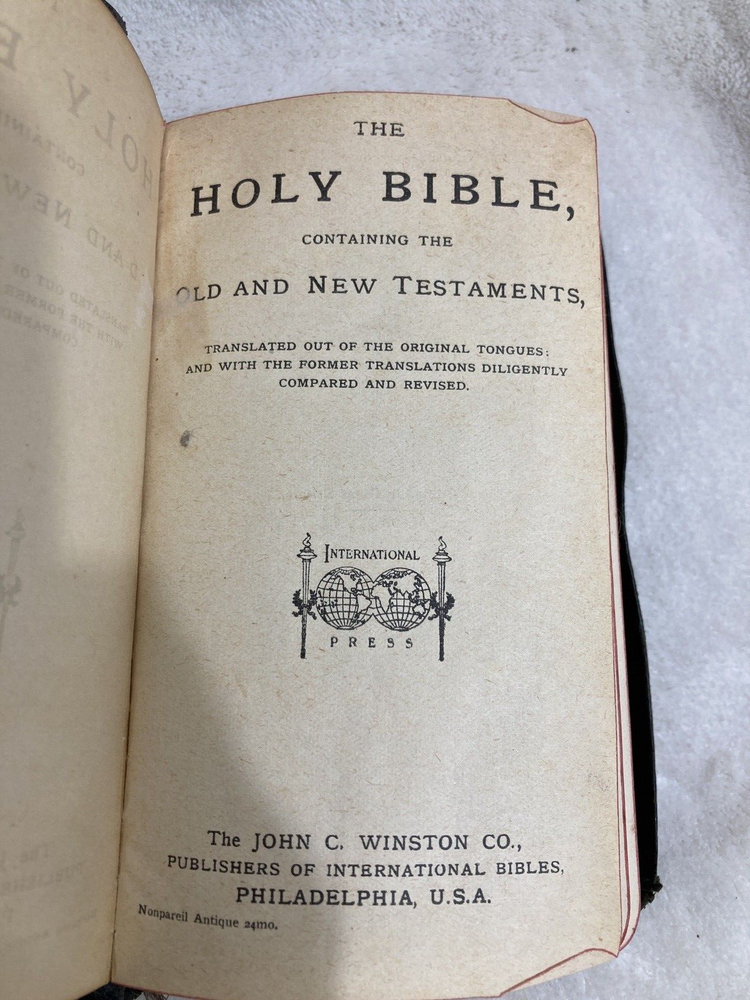 THE
HOLY BIBLE,
CONTAINING THE
OLD AND NEW TESTAMENTS,
TRANSLATED OUT OF THE ORIGINAL TONGUES:
AND WITH THE FORMER TRANSLATIONS DILIGENTLY
COMPARED AND REVISED.
INTERNATIONAL
PRESS
The JOHN C. WINSTON CO.,
PUBLISHERS OF INTERNATIONAL BIBLES,
PHILADELPHIA, U.S.A.
Nonpareil Antique 24mo.